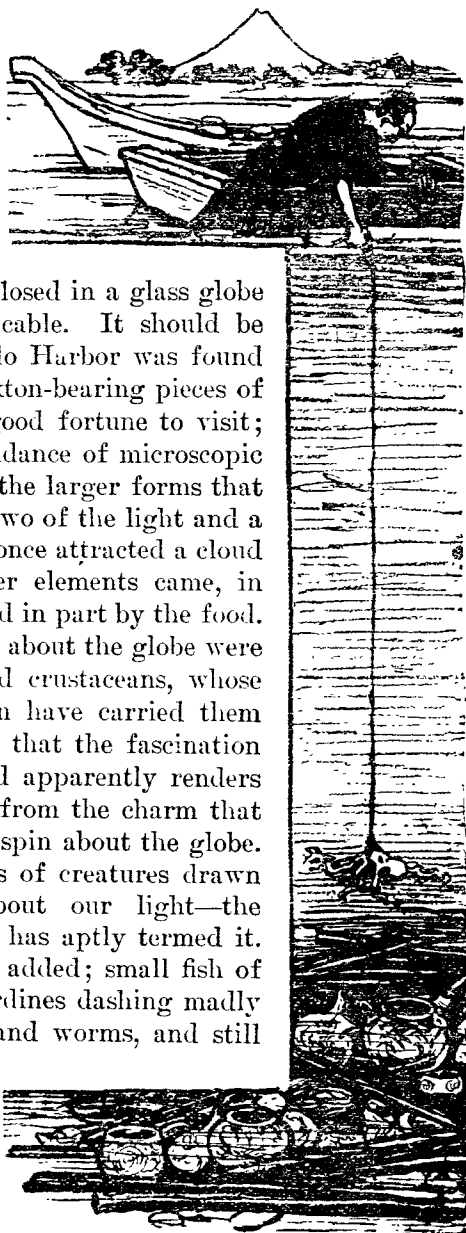 losed in a glass globe
cable. It should be
lo Harbor was found
kton-bearing pieces of
ood fortune to visit;
dance of microscopic
the larger forms that
wo of the light and a
once attracted a cloud
er elements came, in
d in part by the food.
about the globe were
d crustaceans, whose
n have carried them
that the fascination
l apparently renders
from the charm that
spin about the globe.
s of creatures drawn
bout our light—the
has aptly termed it.
added; small fish of
rdines dashing madly
and worms, and still